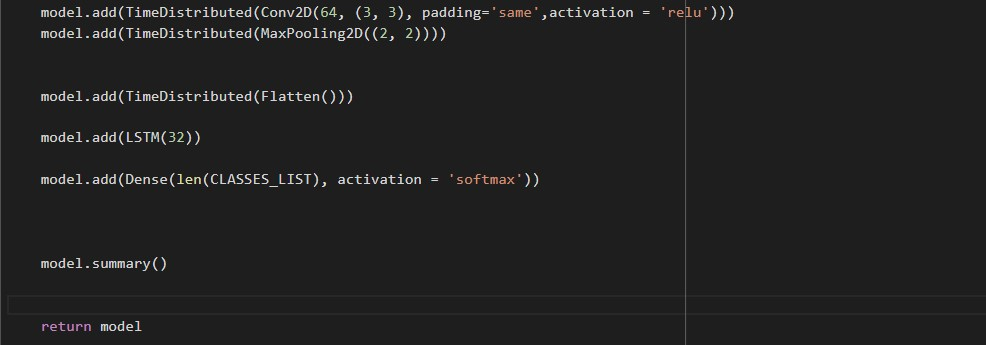 model.add(TimeDistributed(Conv2D(64, (3, 3), padding='same',activation = 'relu')))
model.add(TimeDistributed(MaxPooling2D((2, 2))))
model.add(TimeDistributed(Flatten()))
model.add(LSTM(32))
model.add(Dense(len(CLASSES_LIST), activation = 'softmax'))
model.summary()
return model